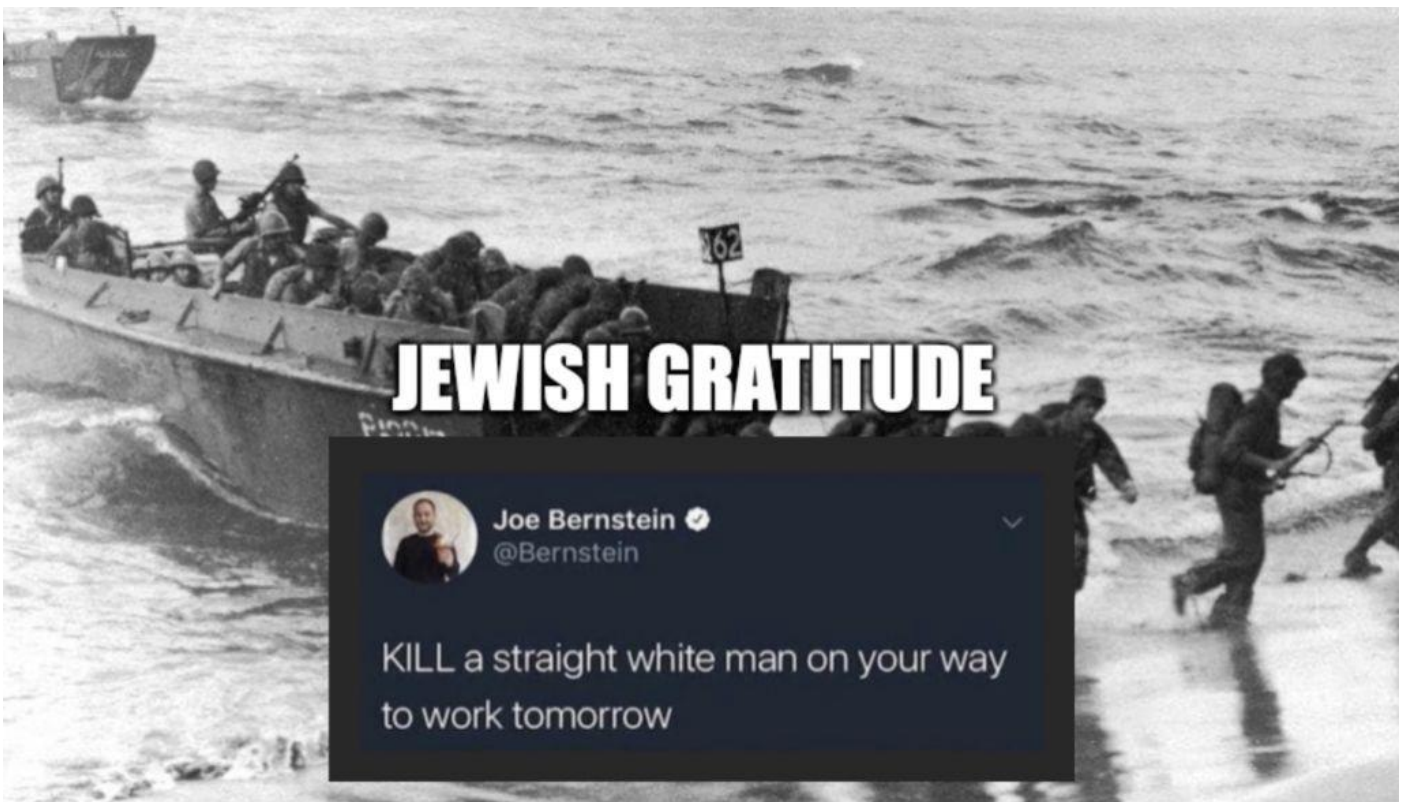 162
JEWISH GRATITUDE
Joe Bernstein
@Bernstein
KILL a straight white man on your way
to work tomorrow